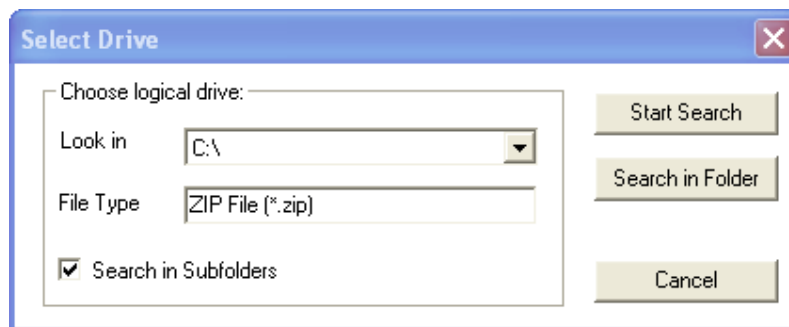 Select Drive
Choose logical drive:
Start Search
Look in
C:\
Search in Folder
File Type
ZIP File (*.zip)
Search in Subfolders
Cancel